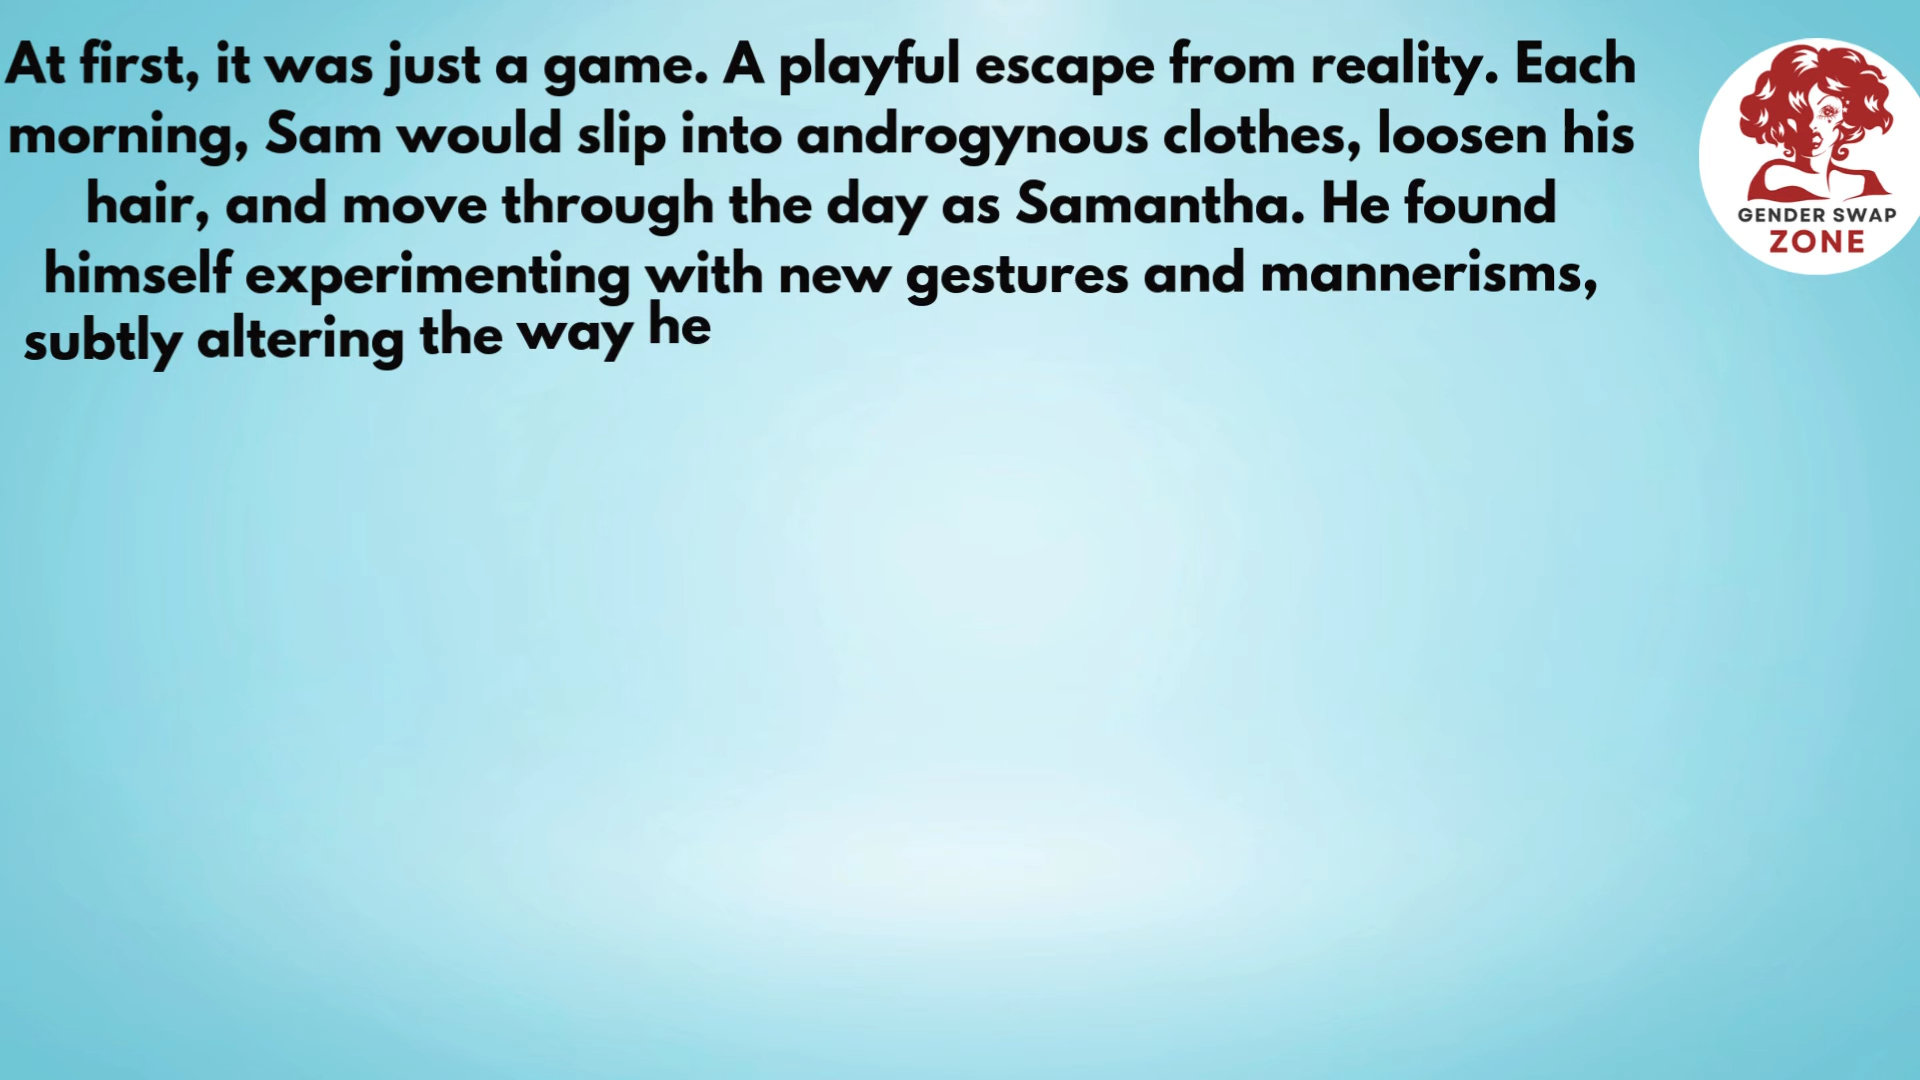 At first, it was just a game. A playful escape from reality. Each
morning, Sam would slip into androgynous clothes, loosen his
hair, and move through the day as Samantha. He found
himself experimenting with new gestures and mannerisms,
subtly altering the way he
GENDER SWAP
ZONE